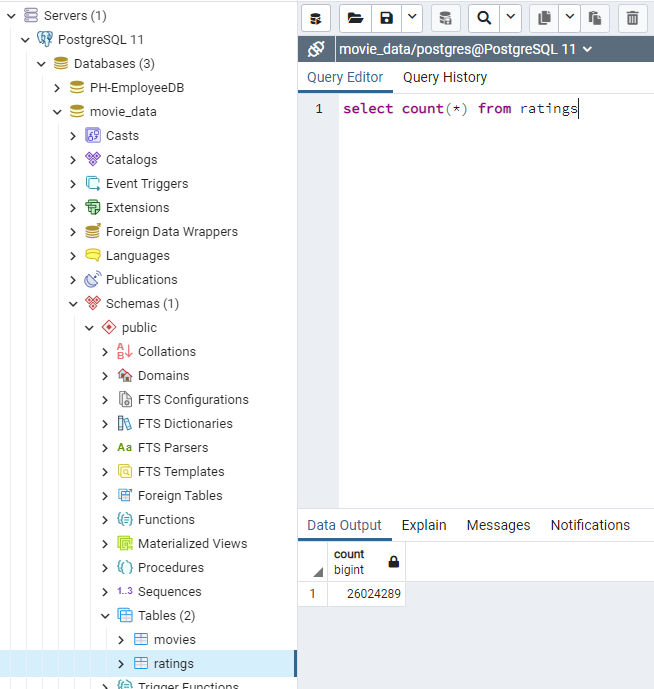 Servers (1)
PostgreSQL 11
Databases (3)
PH-EmployeeDB
movie_data
Casts
Catalogs
Event Triggers
Extensions
Foreign Data Wrappers
Languages
Publications
Schemas (1)
public
Collations
Domains
FTS Configurations
FTS Dictionaries
Aa FTS Parsers
FTS Templates
Foreign Tables
Functions
Materialized Views
Procedures
1..3 Sequences
Tables (2)
movies
ratings
Trigger Functions
movie_data/postgres@PostgreSQL 11
Query Editor Query History
1 select count(*) from ratings
Data Output Explain Messages Notifications
count
bigint
1 26024289